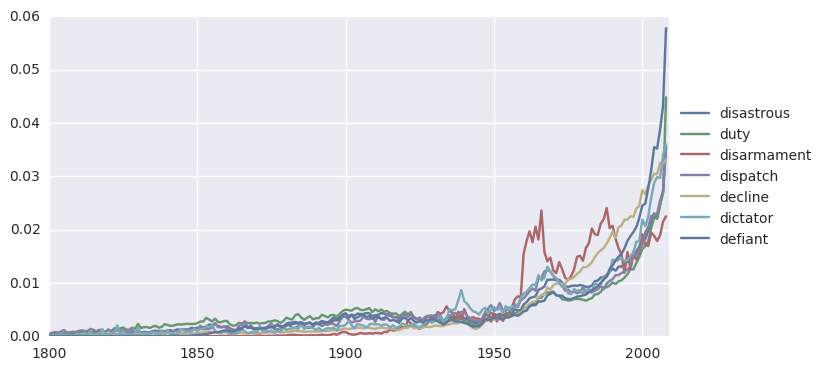 0.06
0.05
0.04
0.03
0.02
0.01
0.00
1800
1850
1900
1950
2000
disastrous
duty
disarmament
dispatch
decline
dictator
defiant